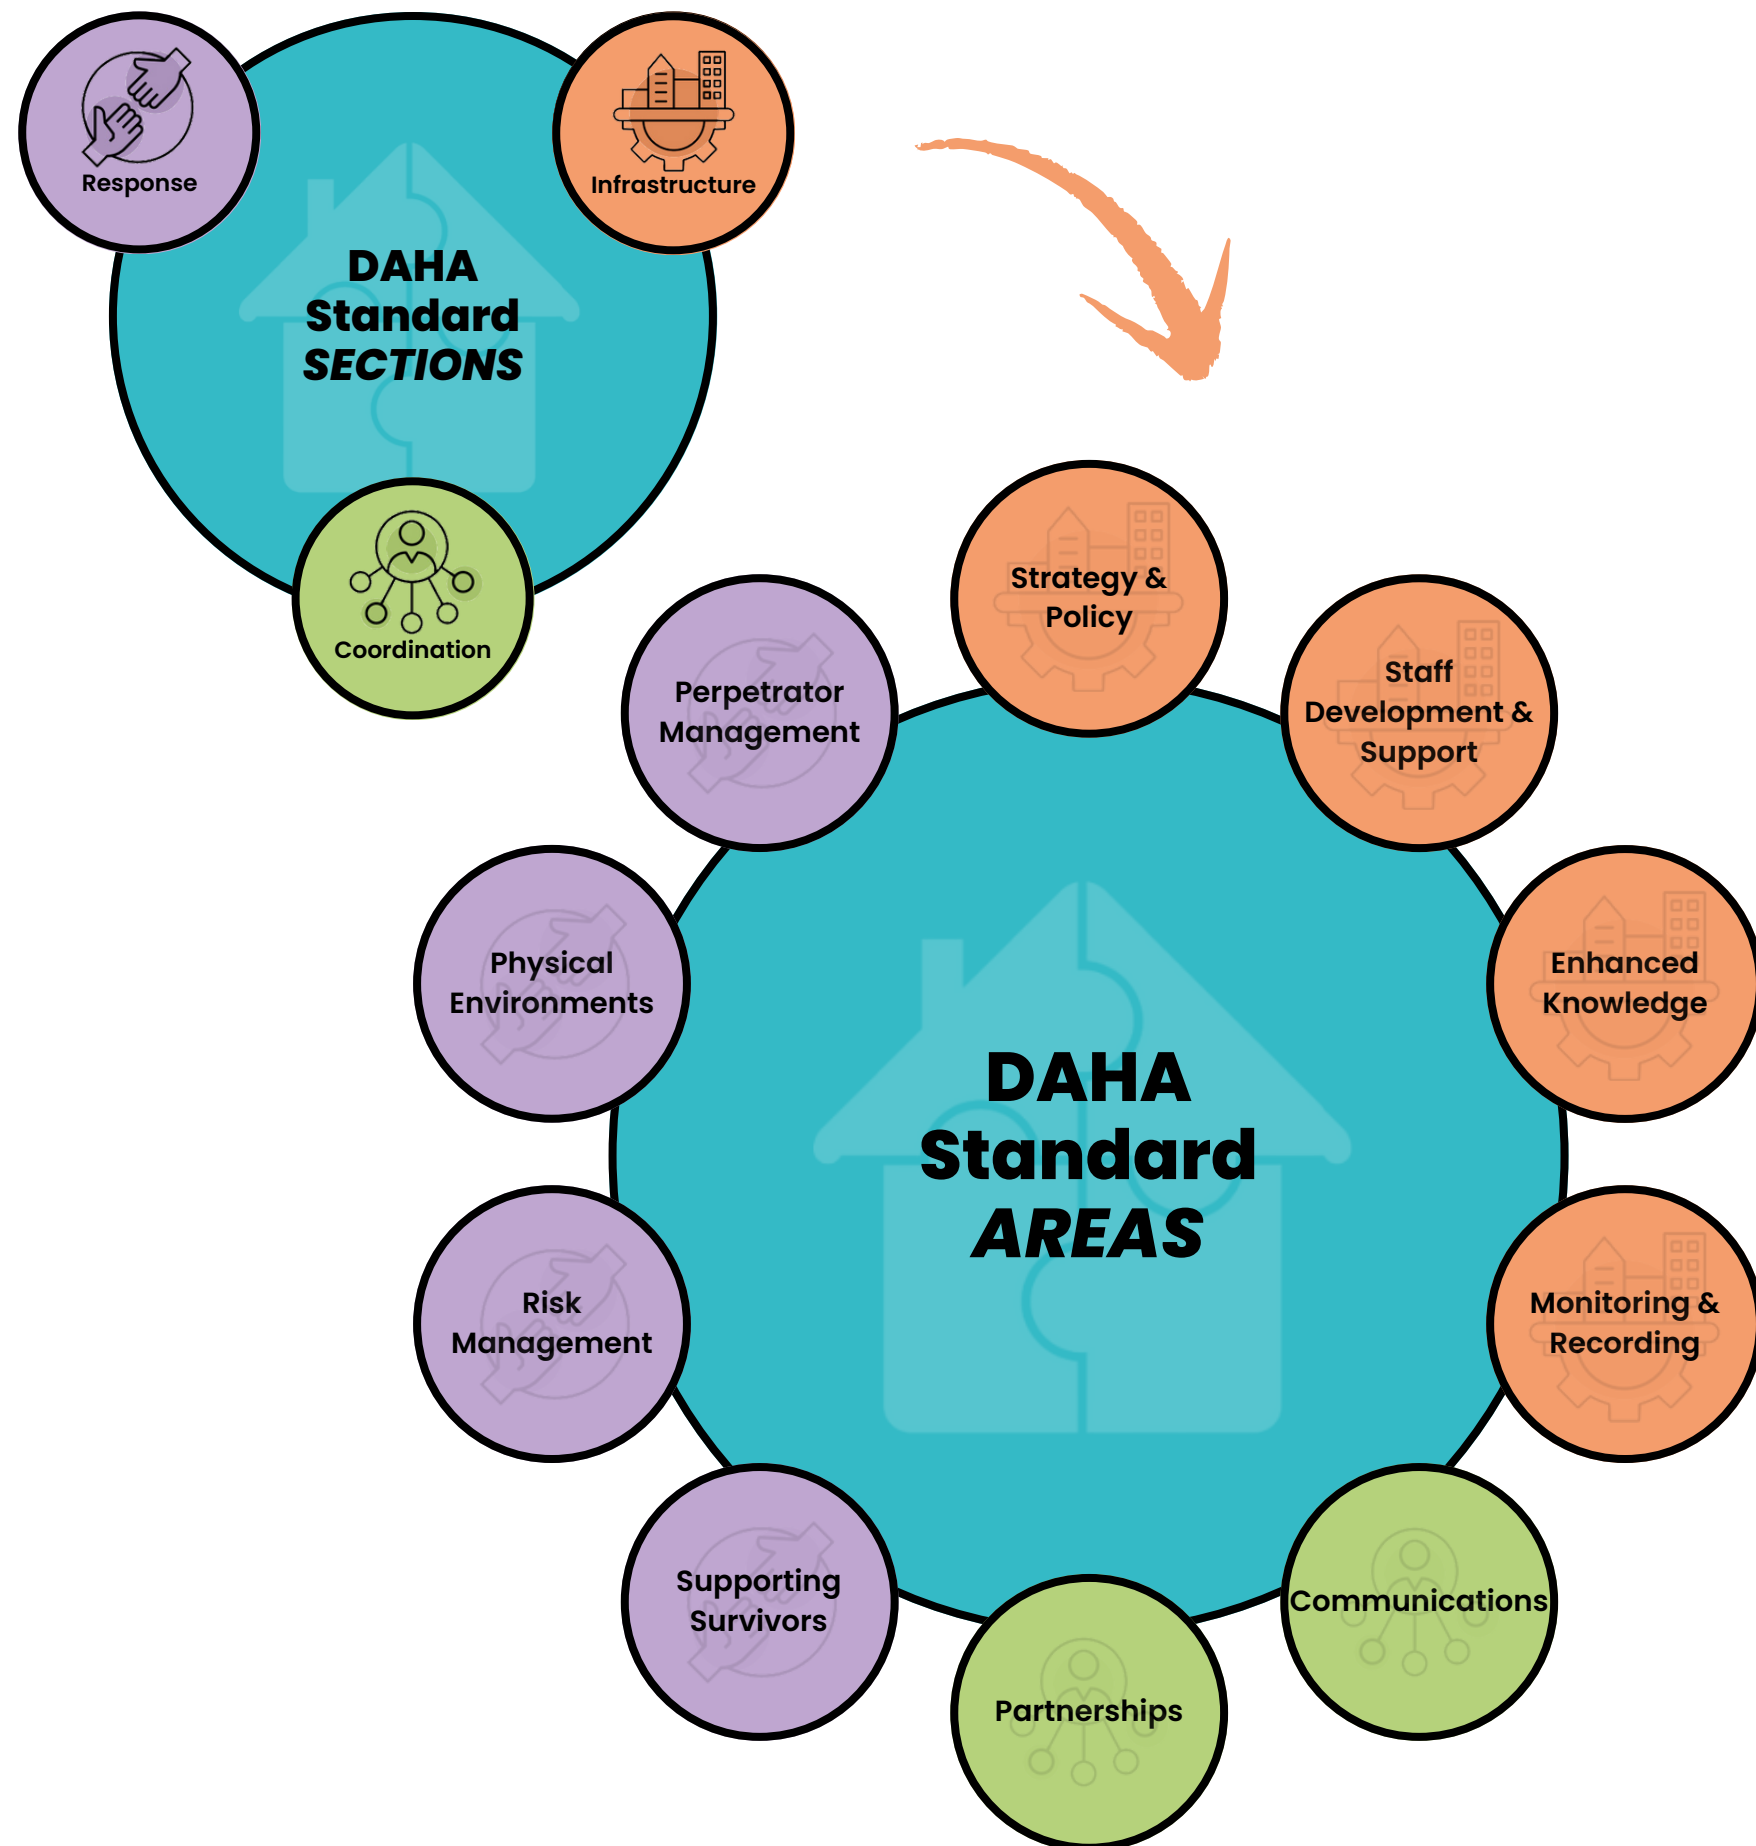 Response
Infrastructure
DAHA
Standard
SECTIONS
Coordination
Strategy &
Policy
Staff
Development &
Support
Enhanced
Knowledge
Monitoring &
Recording
Communications
Partnerships
Supporting
Survivors
Risk
Management
Physical
Environments
Perpetrator
Management
DAHA
Standard
AREAS